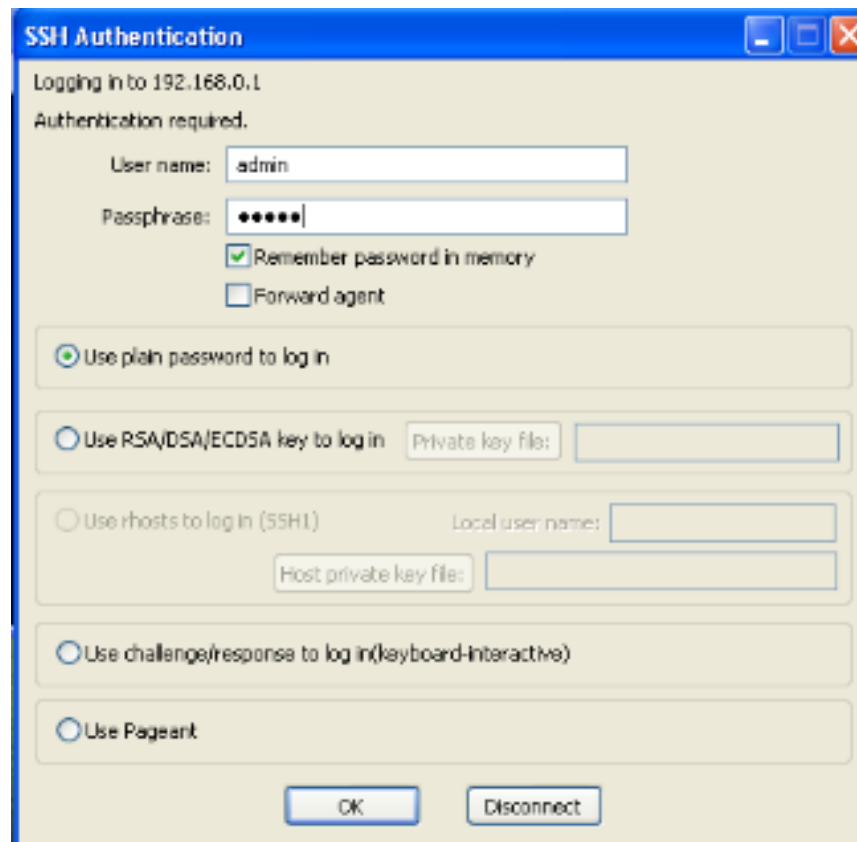 SSH Authentication
Logging in to 192.168.0.1
Authentication required.
User name: admin
Passphrase: ●●●●●
Remember password in memory
Forward agent
Use plain password to log in
Use RSA/DSA/ECDSA key to log in Private key file:
Use rhosts to log in (SSH1) Local user name:
Host private key file:
Use challenge/response to log in(keyboard-interactive)
Use Pageant
OK Disconnect